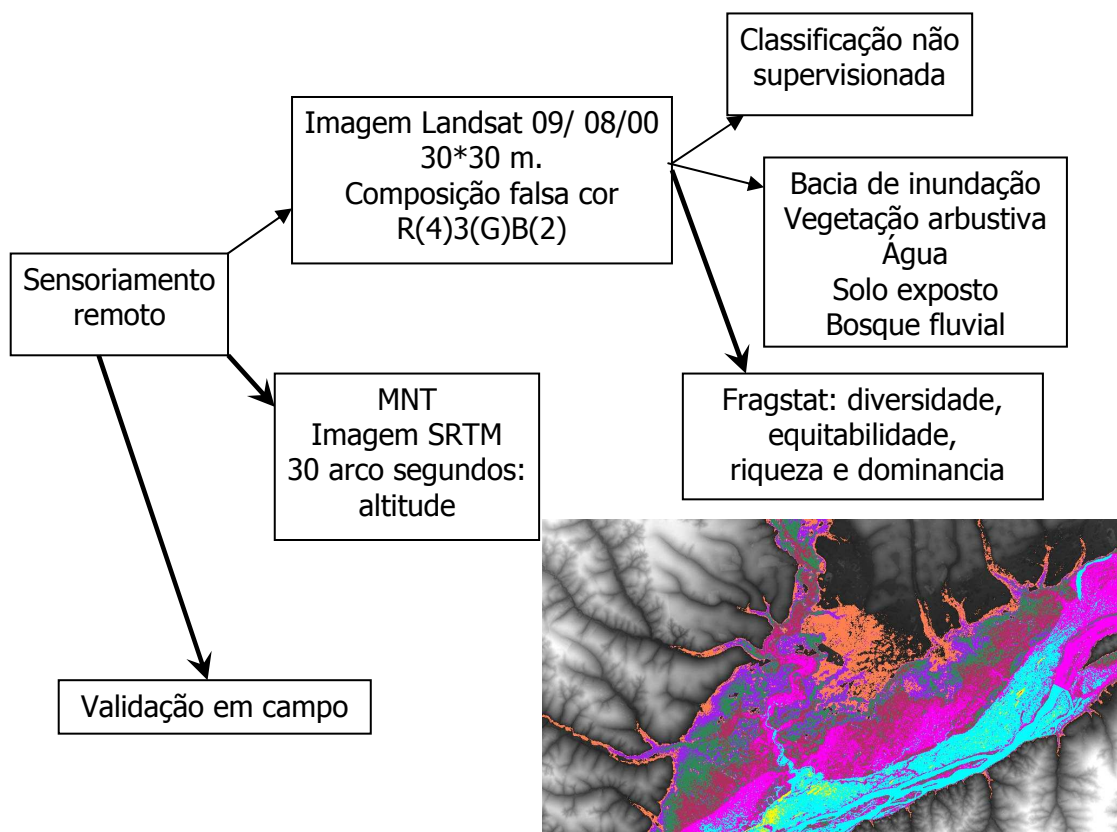 Classificação não
supervisionada
Imagem Landsat 09/ 08/00
30*30 m.
Composição falsa cor
R(4)3(G)B(2)
Bacia de inundação
Vegetação arbustiva
Água
Solo exposto
Bosque fluvial
Sensoriamento
remoto
MNT
Imagem SRTM
30 arco segundos:
altitude
Fragstat: diversidade,
equitabilidade,
riqueza e dominancia
Validação em campo